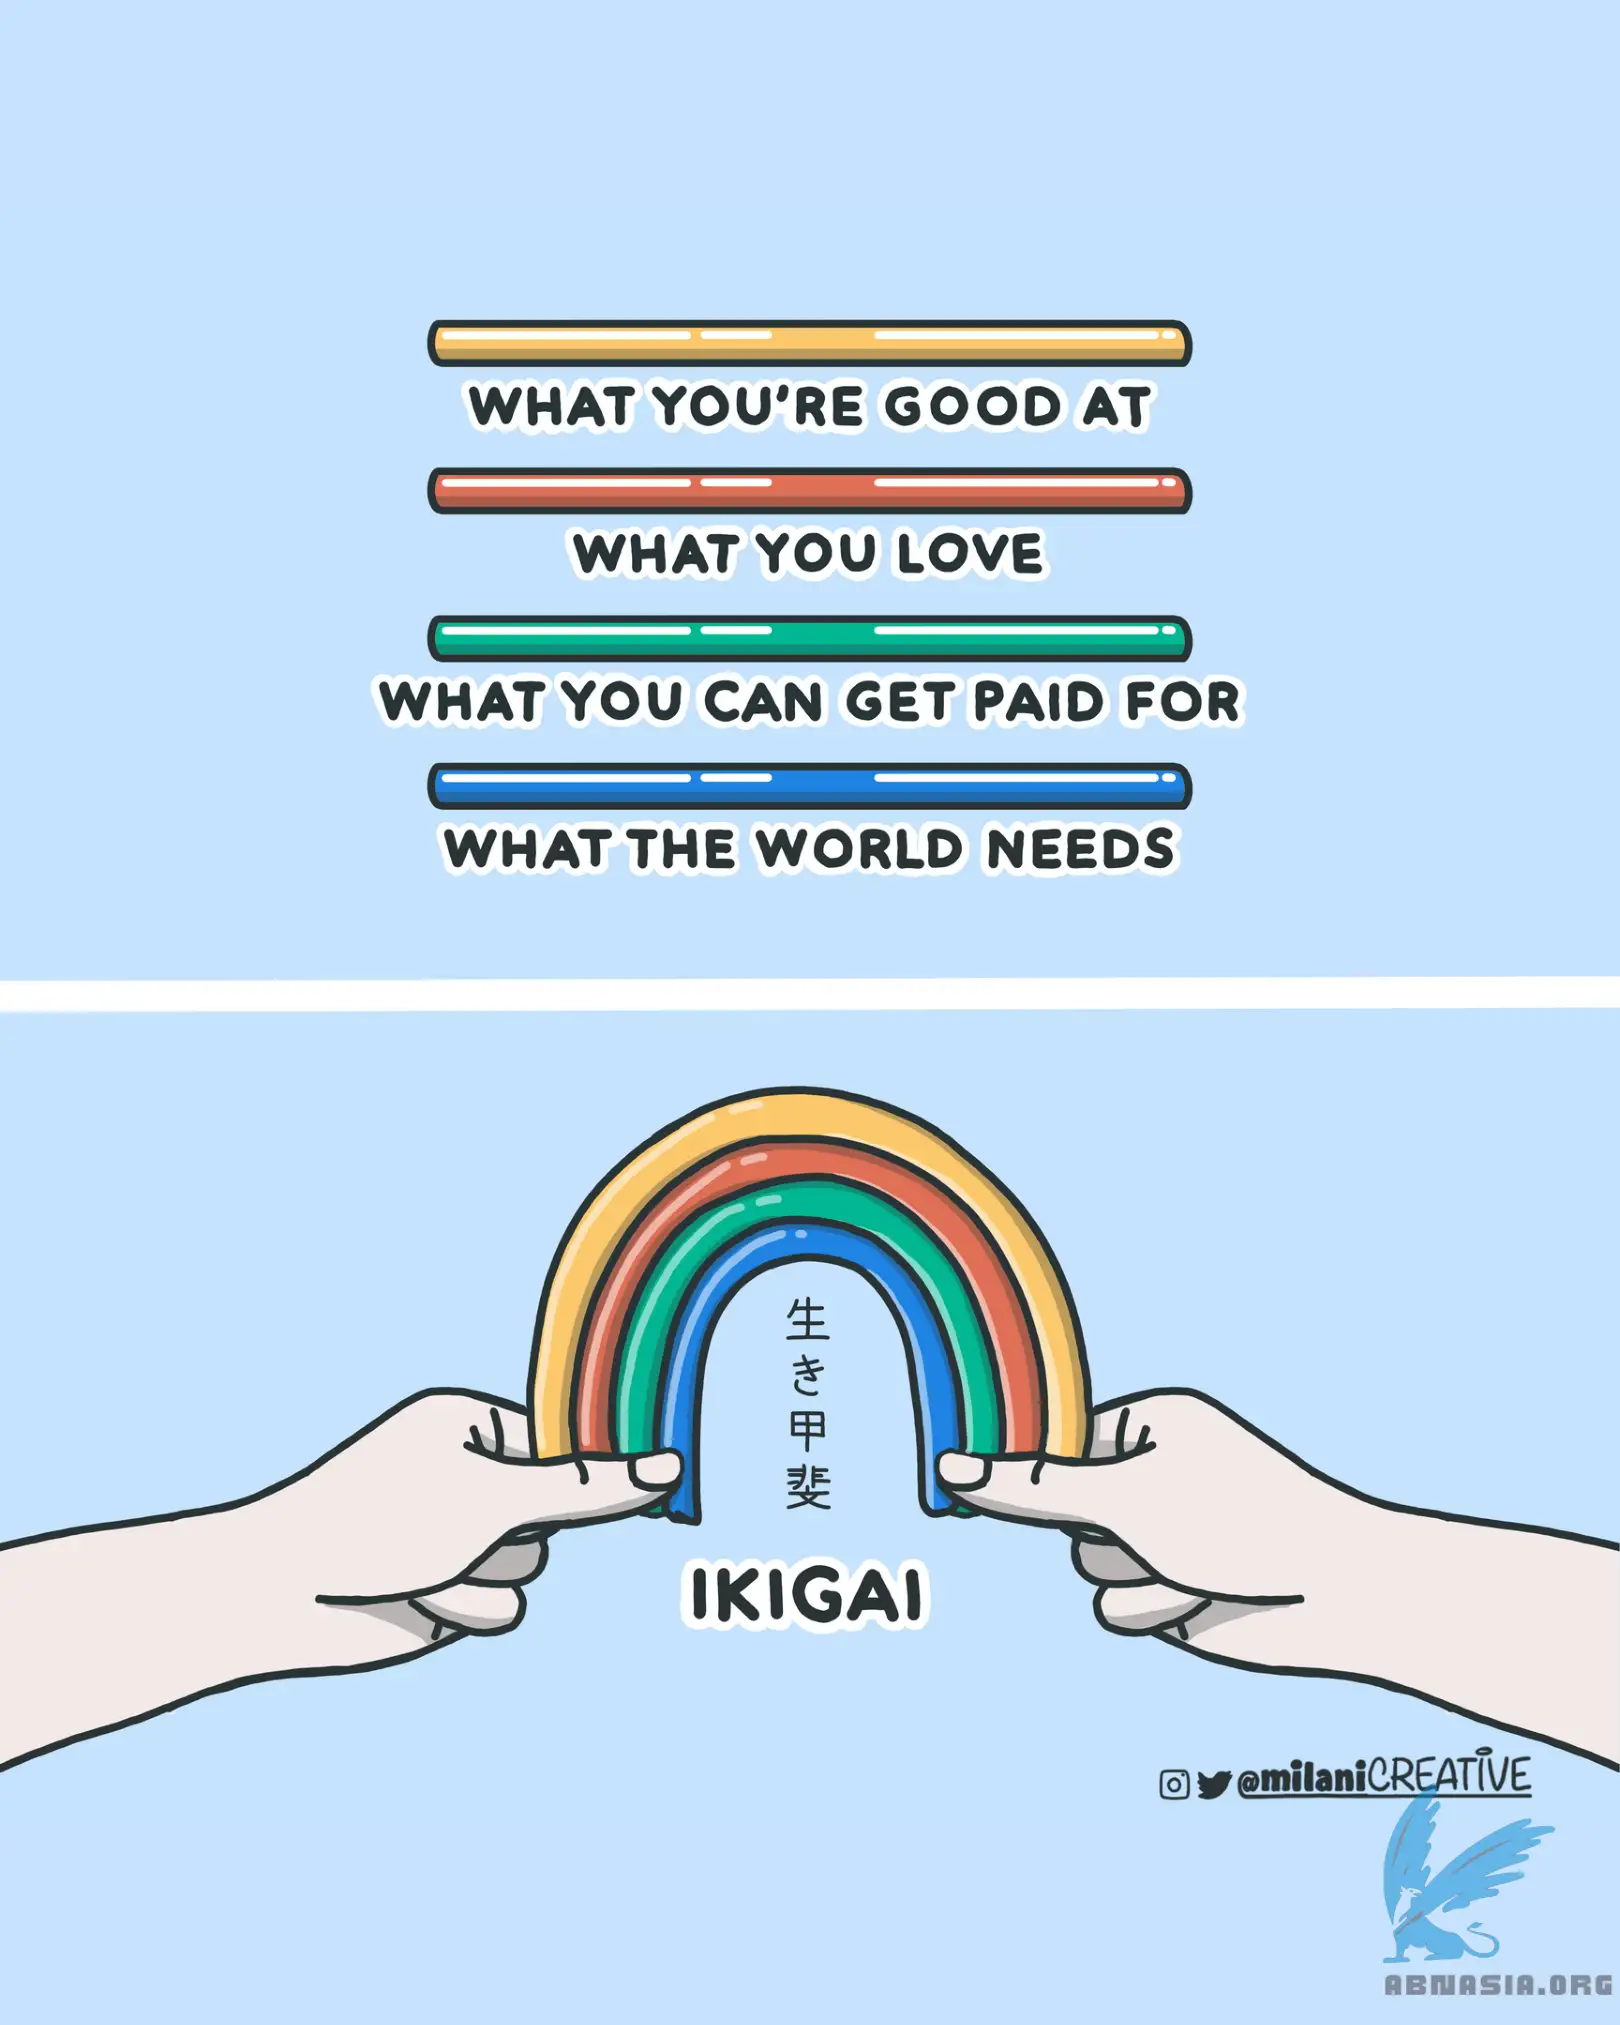 WHAT YOU'RE GOOD AT
WHAT YOU LOVE
WHAT YOU CAN GET PAID FOR
WHAT THE WORLD NEEDS
生き甲斐
IKIGAI
@milaniCREATIVE
ABNASIA.ORG